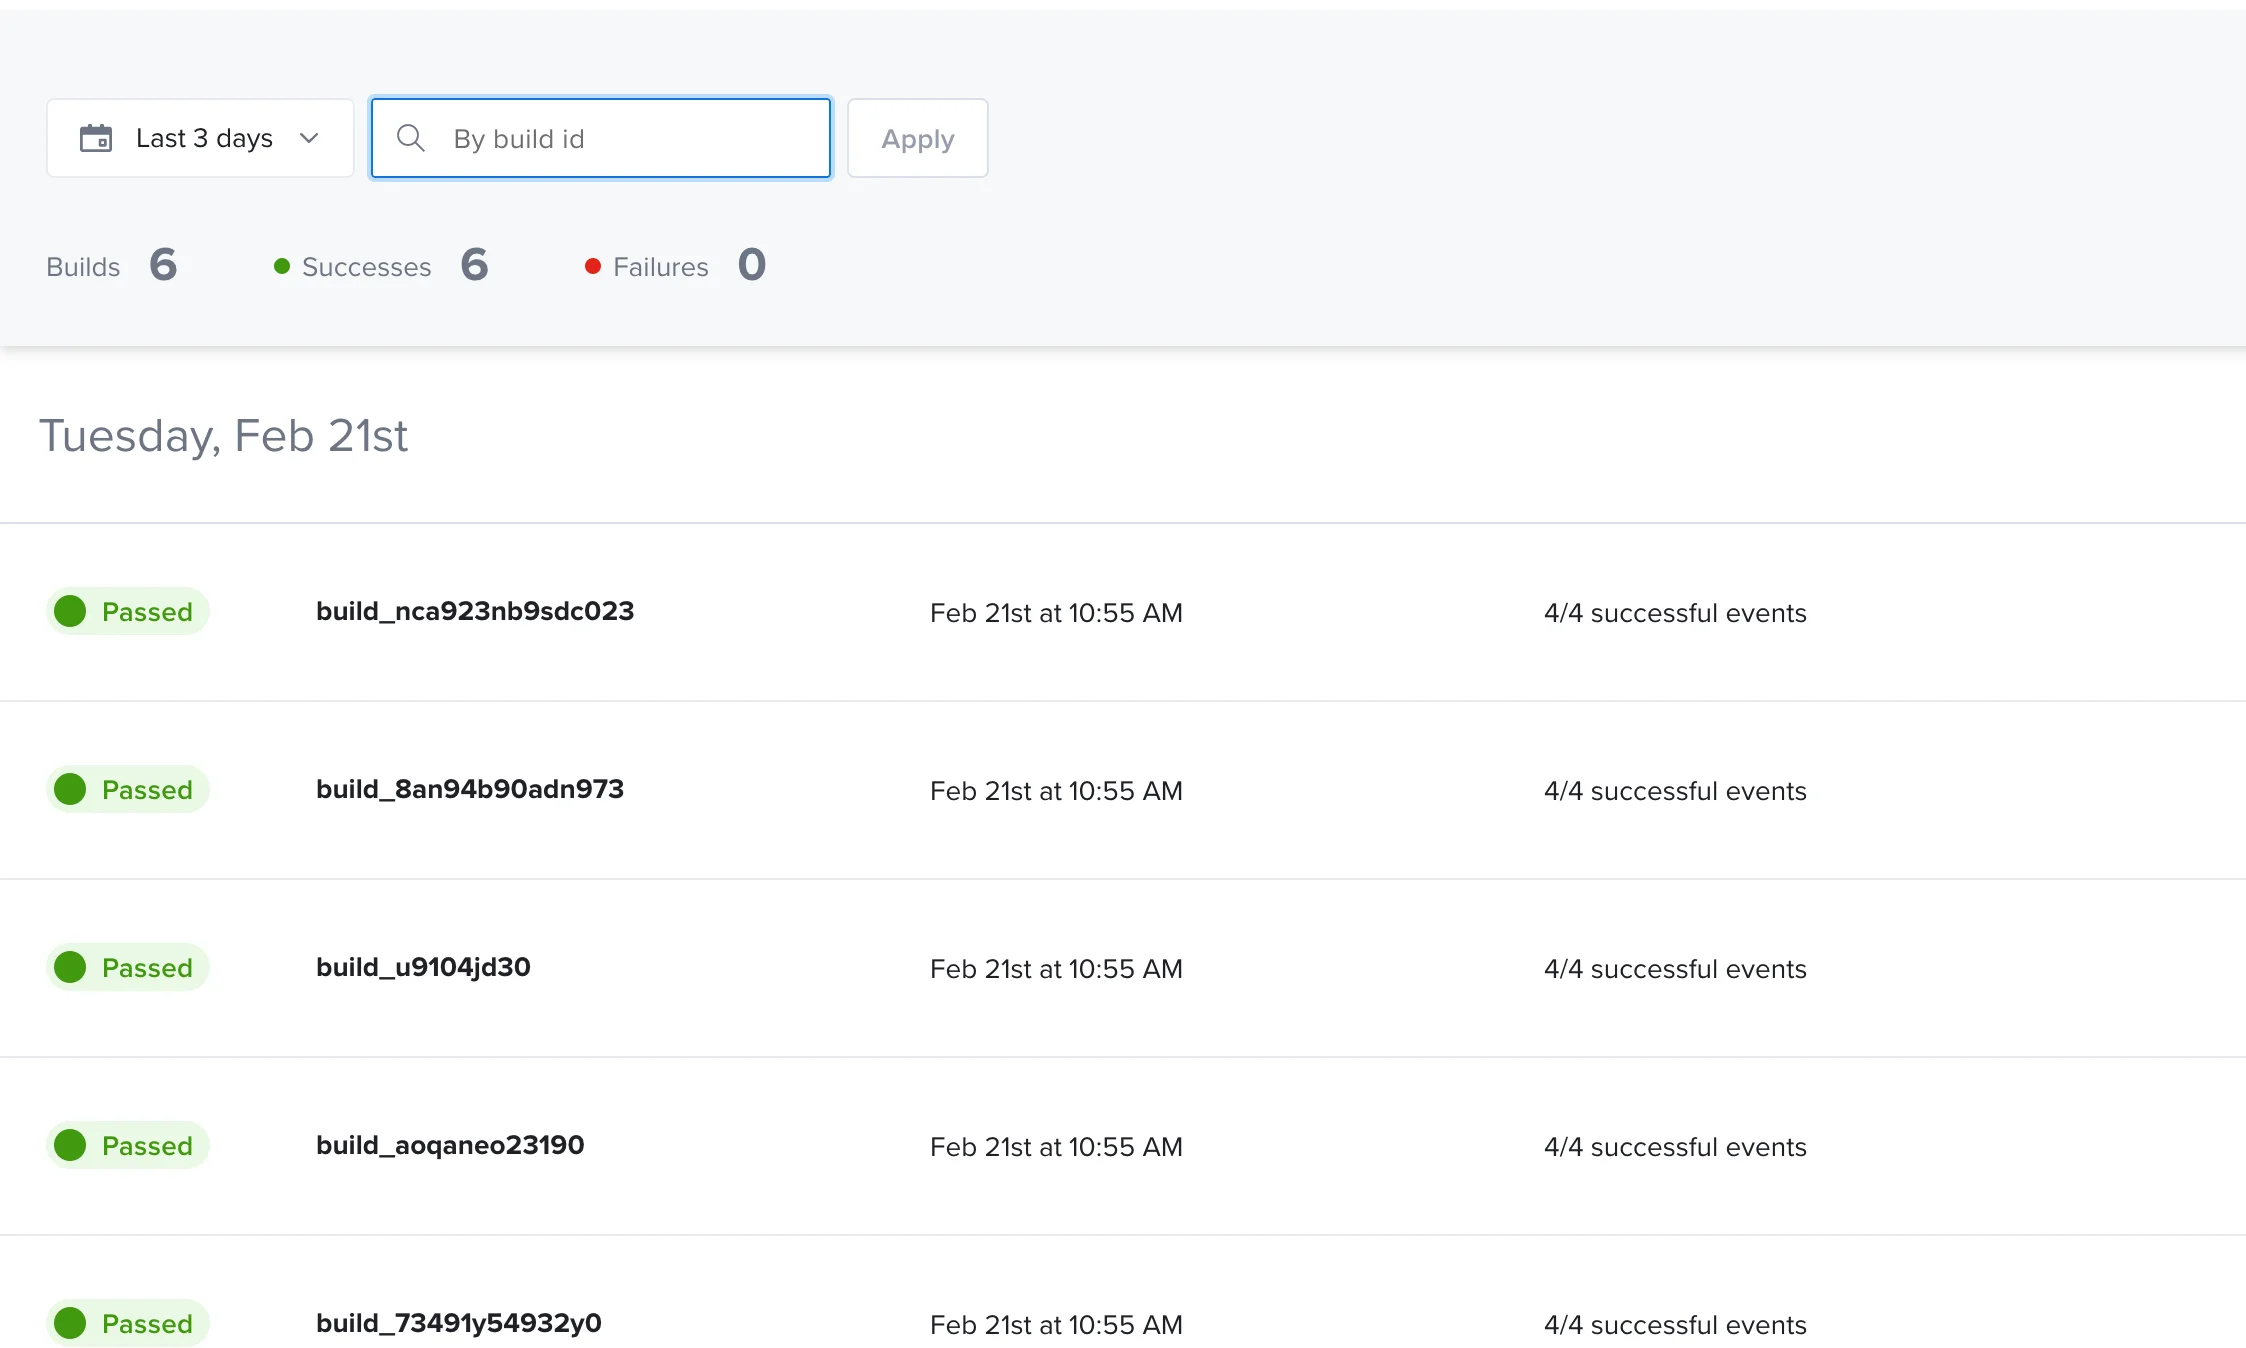 Last 3 days By build id Apply
Builds 6 Successes 6 Failures 0
Tuesday, Feb 21st
Passed build_nca923nb9sdc023 Feb 21st at 10:55 AM 4/4 successful events
Passed build_8an94b90adn973 Feb 21st at 10:55 AM 4/4 successful events
Passed build_u9104jd30 Feb 21st at 10:55 AM 4/4 successful events
Passed build_aoqaneo23190 Feb 21st at 10:55 AM 4/4 successful events
Passed build_73491y54932y0 Feb 21st at 10:55 AM 4/4 successful events